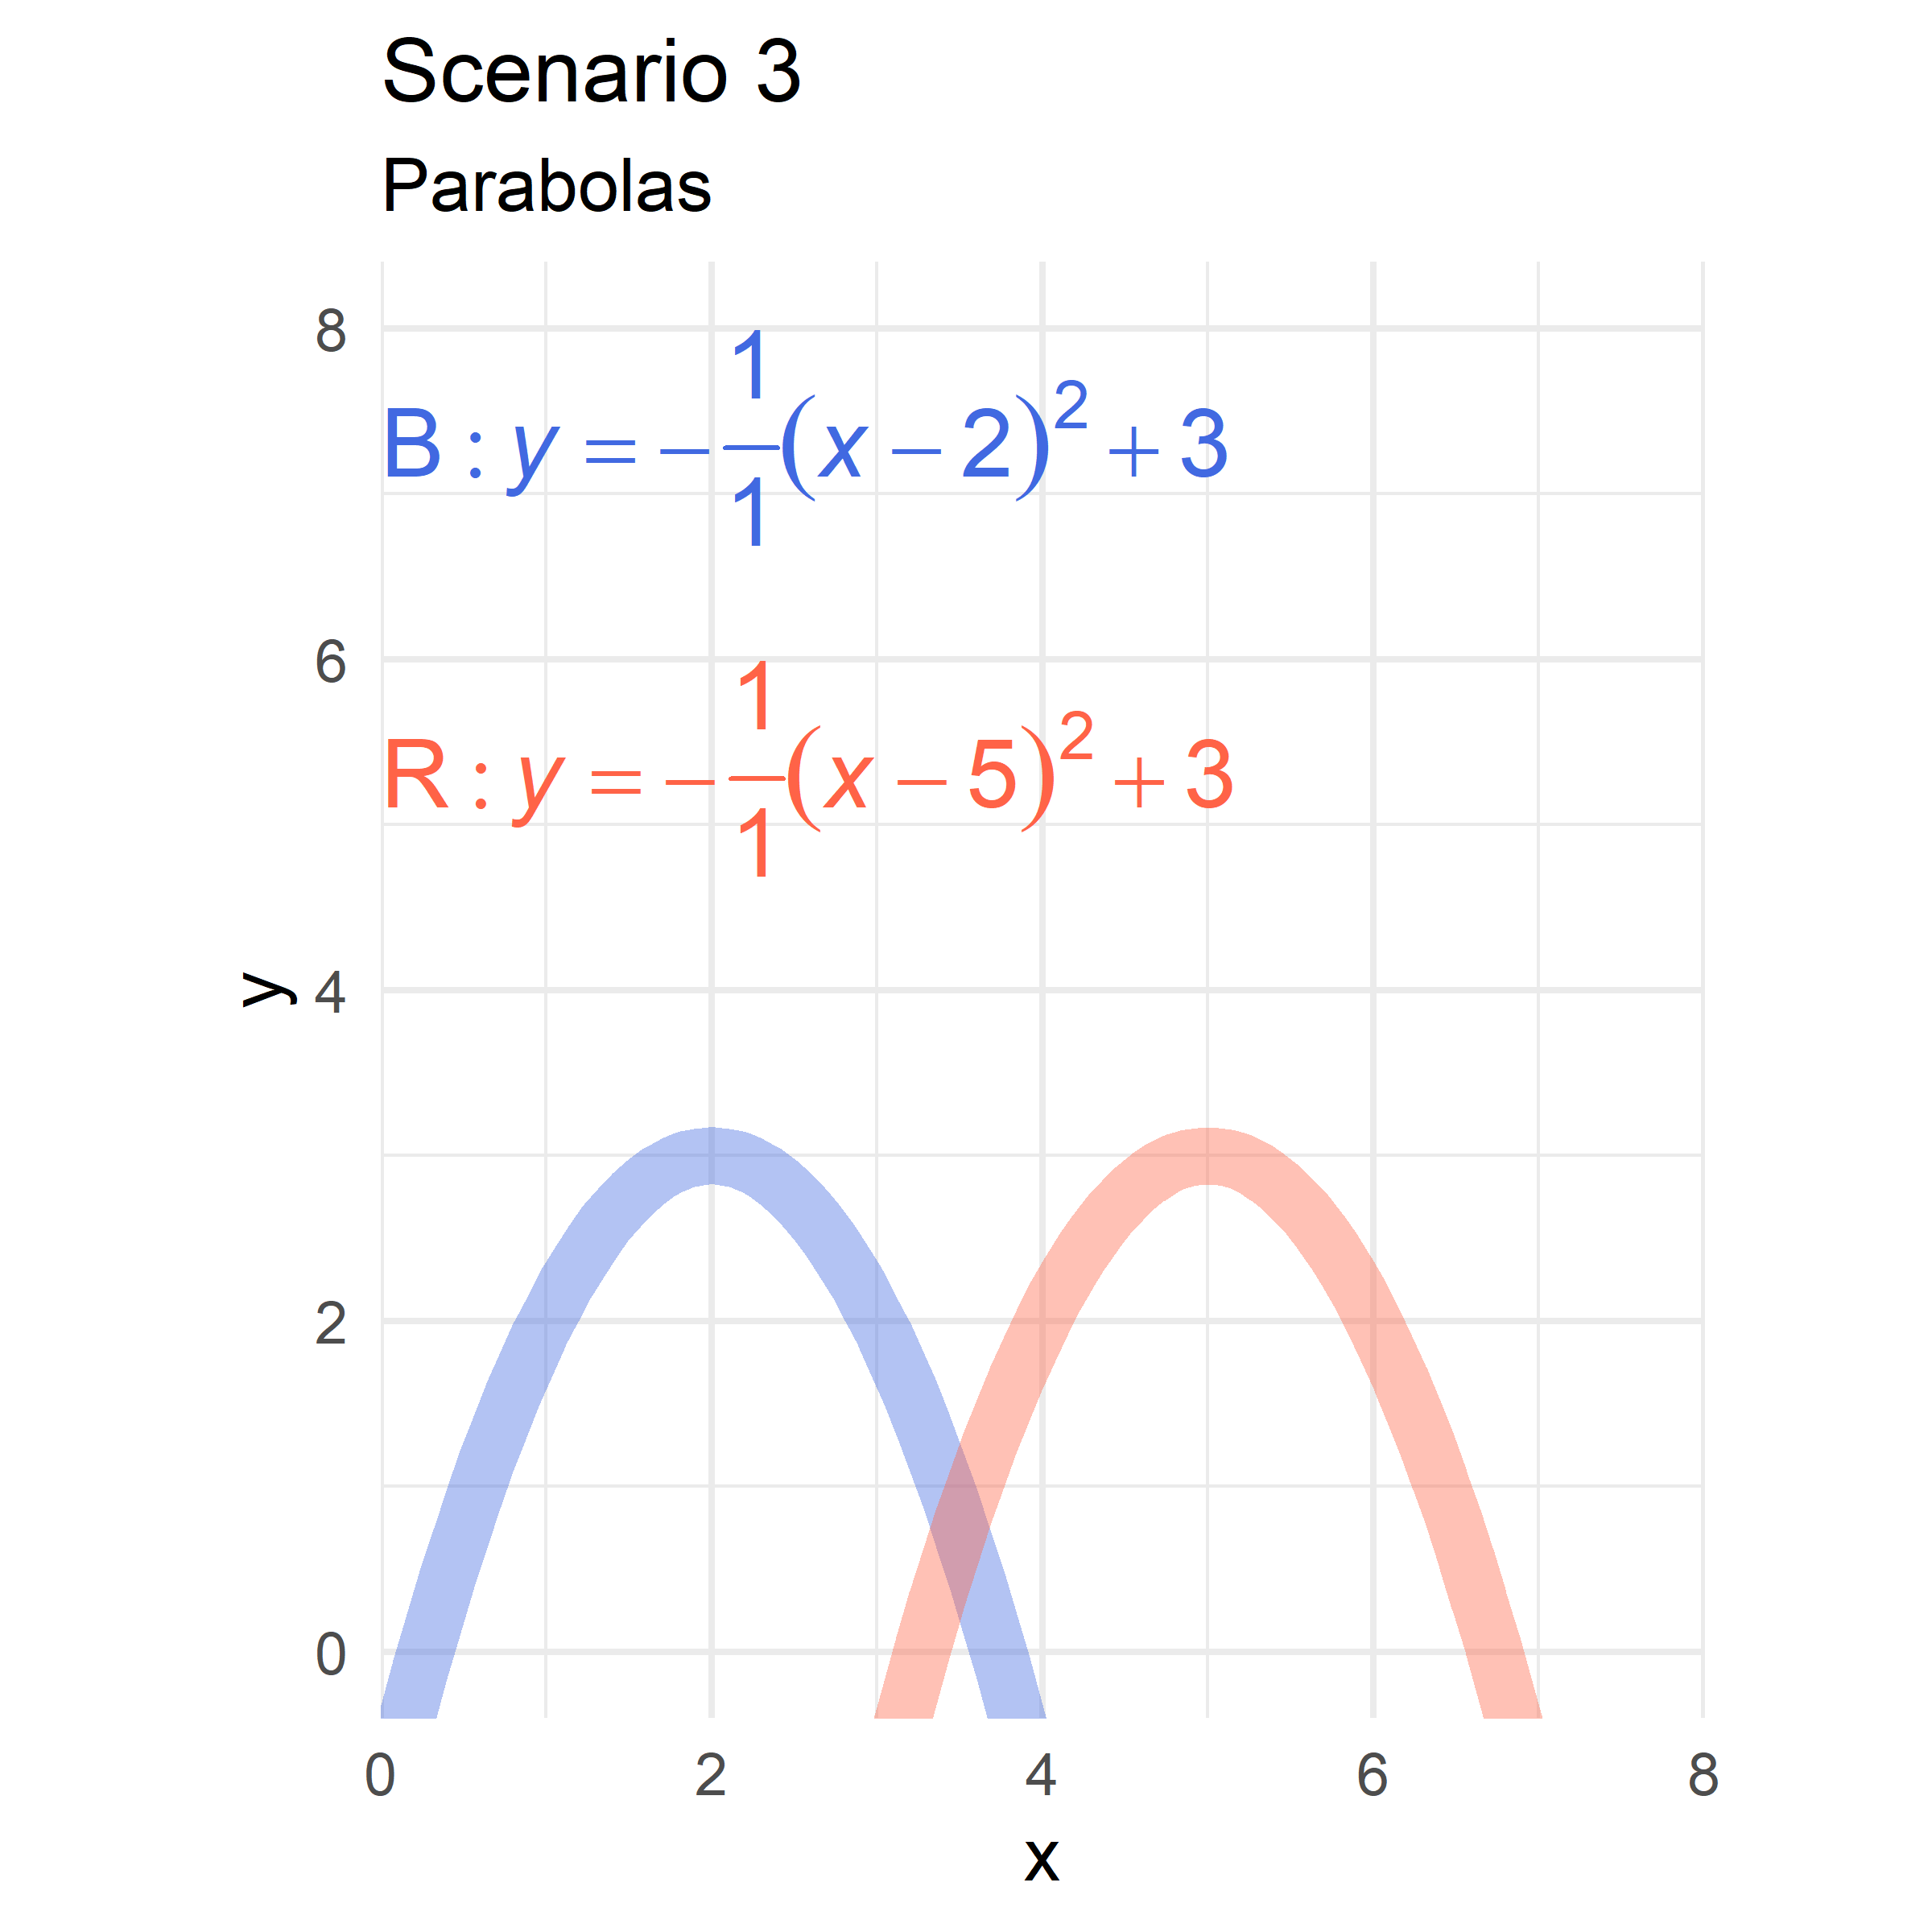 Scenario 3
Parabolas
8
B : y = −1/1(x − 2)² + 3
6
R : y = −1/1(x − 5)² + 3
y
4
2
0
0 2 4 6 8
x